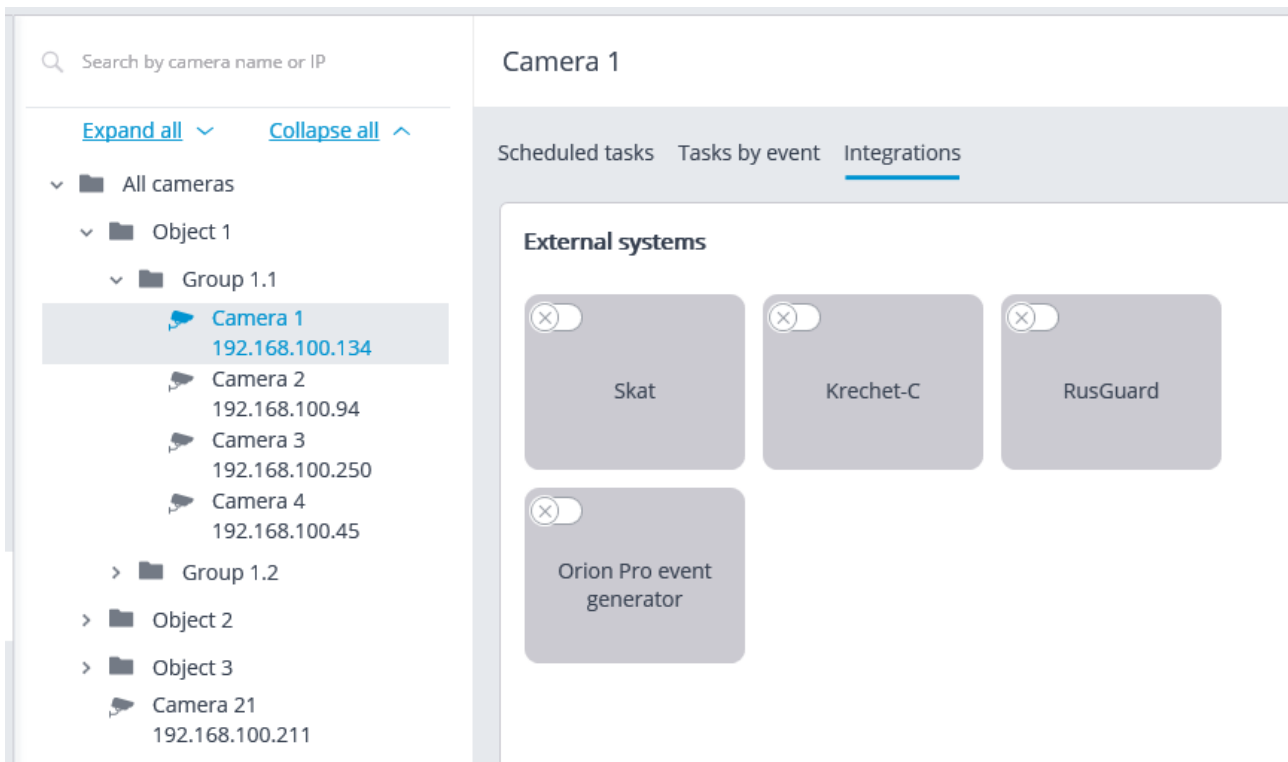 Search by camera name or IP
Expand all
Collapse all
All cameras
Object 1
Group 1.1
Camera 1
192.168.100.134
Camera 2
192.168.100.94
Camera 3
192.168.100.250
Camera 4
192.168.100.45
Group 1.2
Object 2
Object 3
Camera 21
192.168.100.211
Camera 1
Scheduled tasks
Tasks by event
Integrations
External systems
Skat
Krechet-C
RusGuard
Orion Pro event
generator